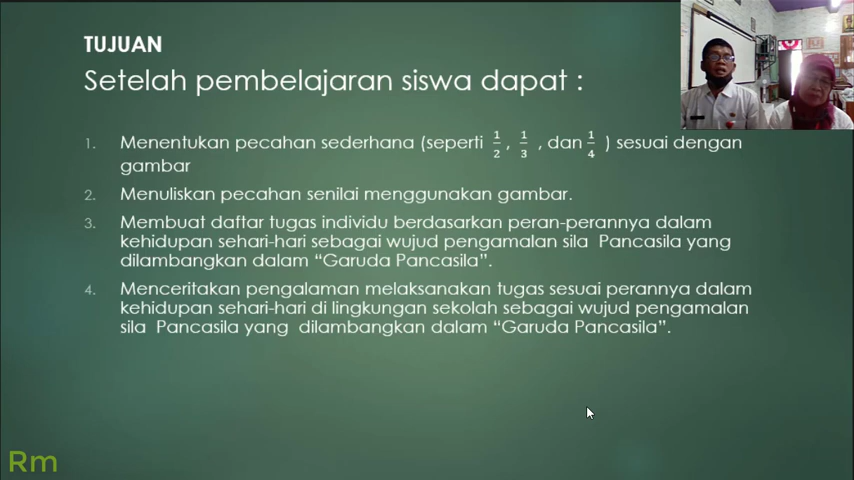 TUJUAN
Setelah pembelajaran siswa dapat :
1. Menentukan pecahan sederhana (seperti 1/2 , 1/3 , dan 1/4 ) sesuai dengan
gambar
2. Menuliskan pecahan senilai menggunakan gambar.
3. Membuat daftar tugas individu berdasarkan peran-perannya dalam
kehidupan sehari-hari sebagai wujud pengamalan sila Pancasila yang
dilambangkan dalam “Garuda Pancasila”.
4. Menceritakan pengalaman melaksanakan tugas sesuai perannya dalam
kehidupan sehari-hari di lingkungan sekolah sebagai wujud pengamalan
sila Pancasila yang dilambangkan dalam “Garuda Pancasila”.
Rm